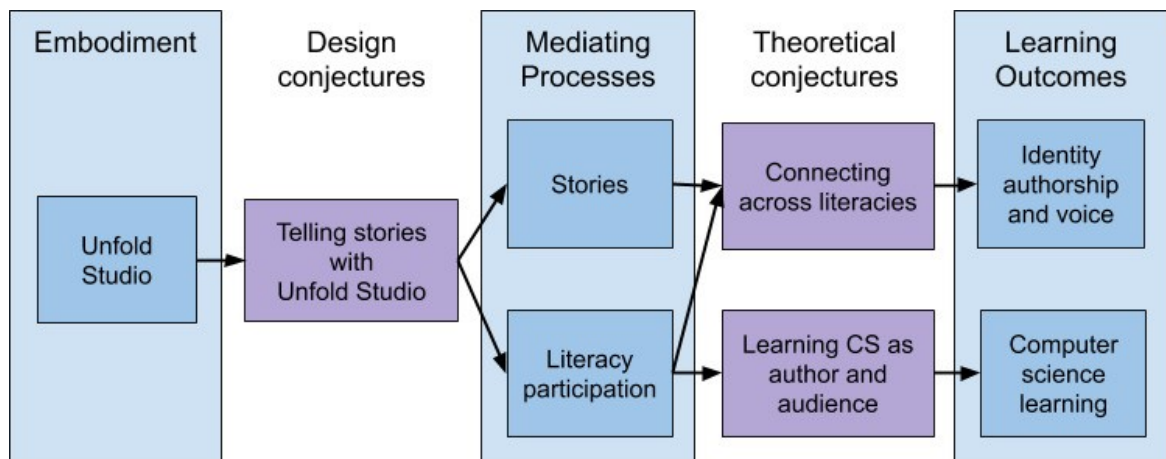 Embodiment
Design
conjectures
Mediating
Processes
Theoretical
conjectures
Learning
Outcomes
Unfold
Studio
Telling stories
with
Unfold Studio
Stories
Literacy
participation
Connecting
across literacies
Learning CS as
author and
audience
Identity
authorship
and voice
Computer
science
learning